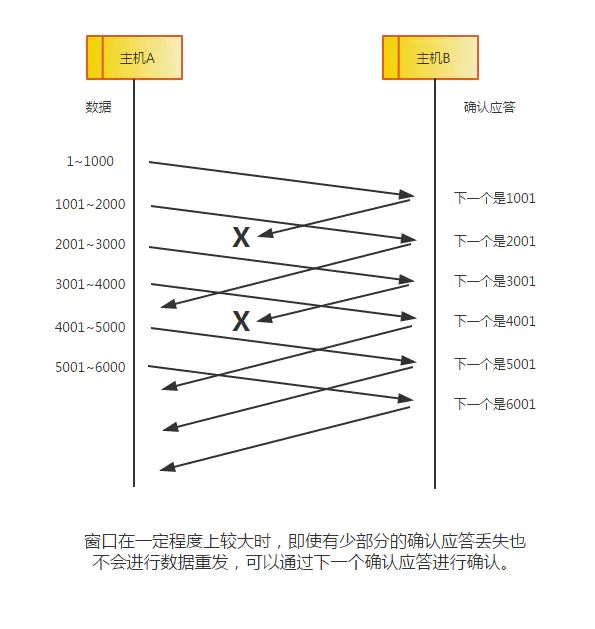 主机A
主机B
数据
确认应答
1~1000
下一个是1001
1001~2000
X
下一个是2001
2001~3000
下一个是3001
3001~4000
X
下一个是4001
4001~5000
下一个是5001
5001~6000
下一个是6001
窗口在一定程度上较大时，即使有少部分的确认应答丢失也
不会进行数据重发，可以通过下一个确认应答进行确认。